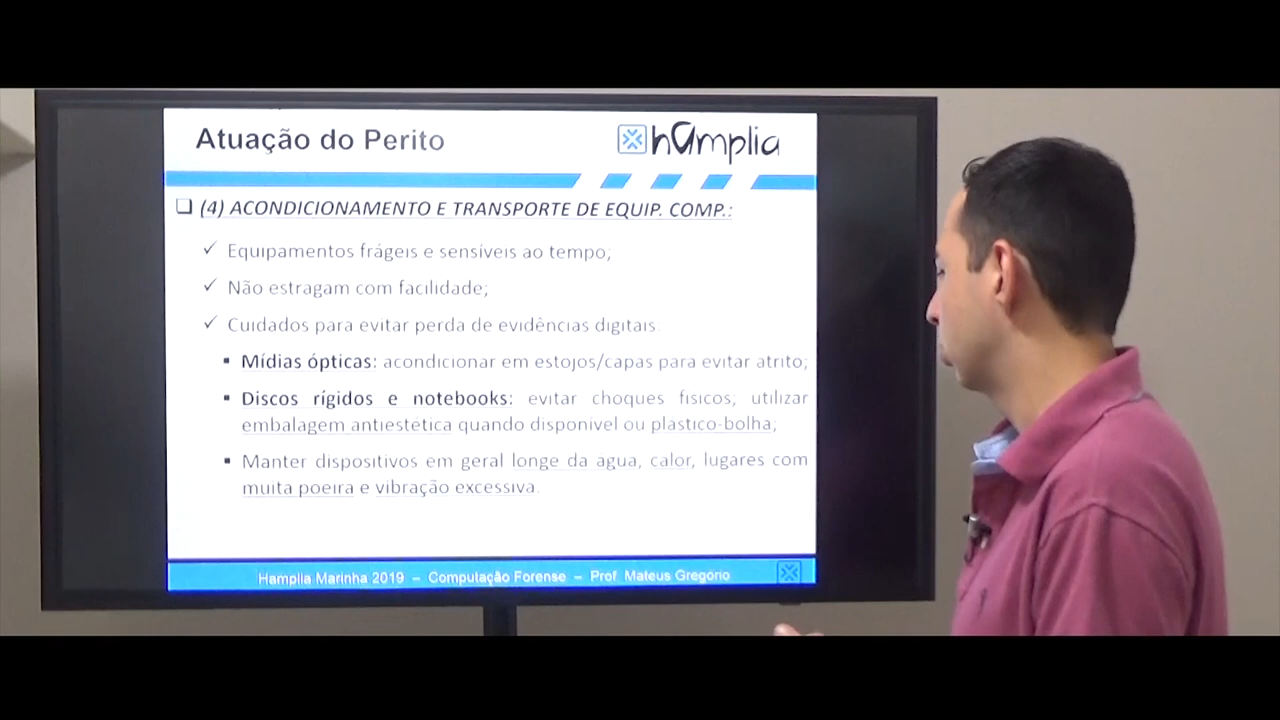 Atuação do Perito
hamplia
(4) ACONDICIONAMENTO E TRANSPORTE DE EQUIP. COMP.:
Equipamentos frágeis e sensíveis ao tempo;
Não estragam com facilidade;
Cuidados para evitar perda de evidências digitais.
Mídias ópticas: acondicionar em estojos/capas para evitar atrito;
Discos rígidos e notebooks: evitar choques físicos; utilizar
embalagem antiestética quando disponível ou plastico-bolha;
Manter dispositivos em geral longe da agua, calor, lugares com
muita poeira e vibração excessiva.
Hamplia Marinha 2019 – Computação Forense – Prof. Mateus Gregório